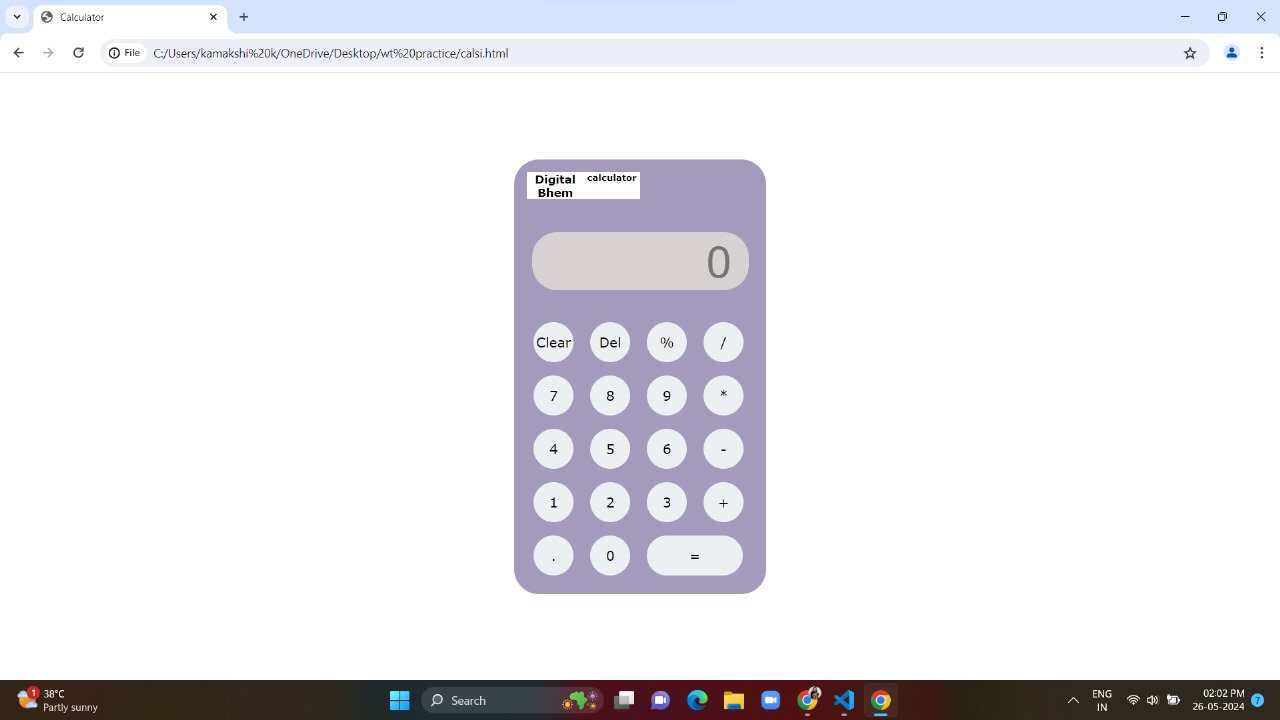 Calculator
File C:/Users/kamakshi%20k/OneDrive/Desktop/wt%20practice/calsi.html
Digital calculator
Bhem
0
Clear Del % /
7 8 9 *
4 5 6 -
1 2 3 +
. 0 =
1 38°C
Partly sunny
Search
ENG
IN
02:02 PM
26-05-2024
7